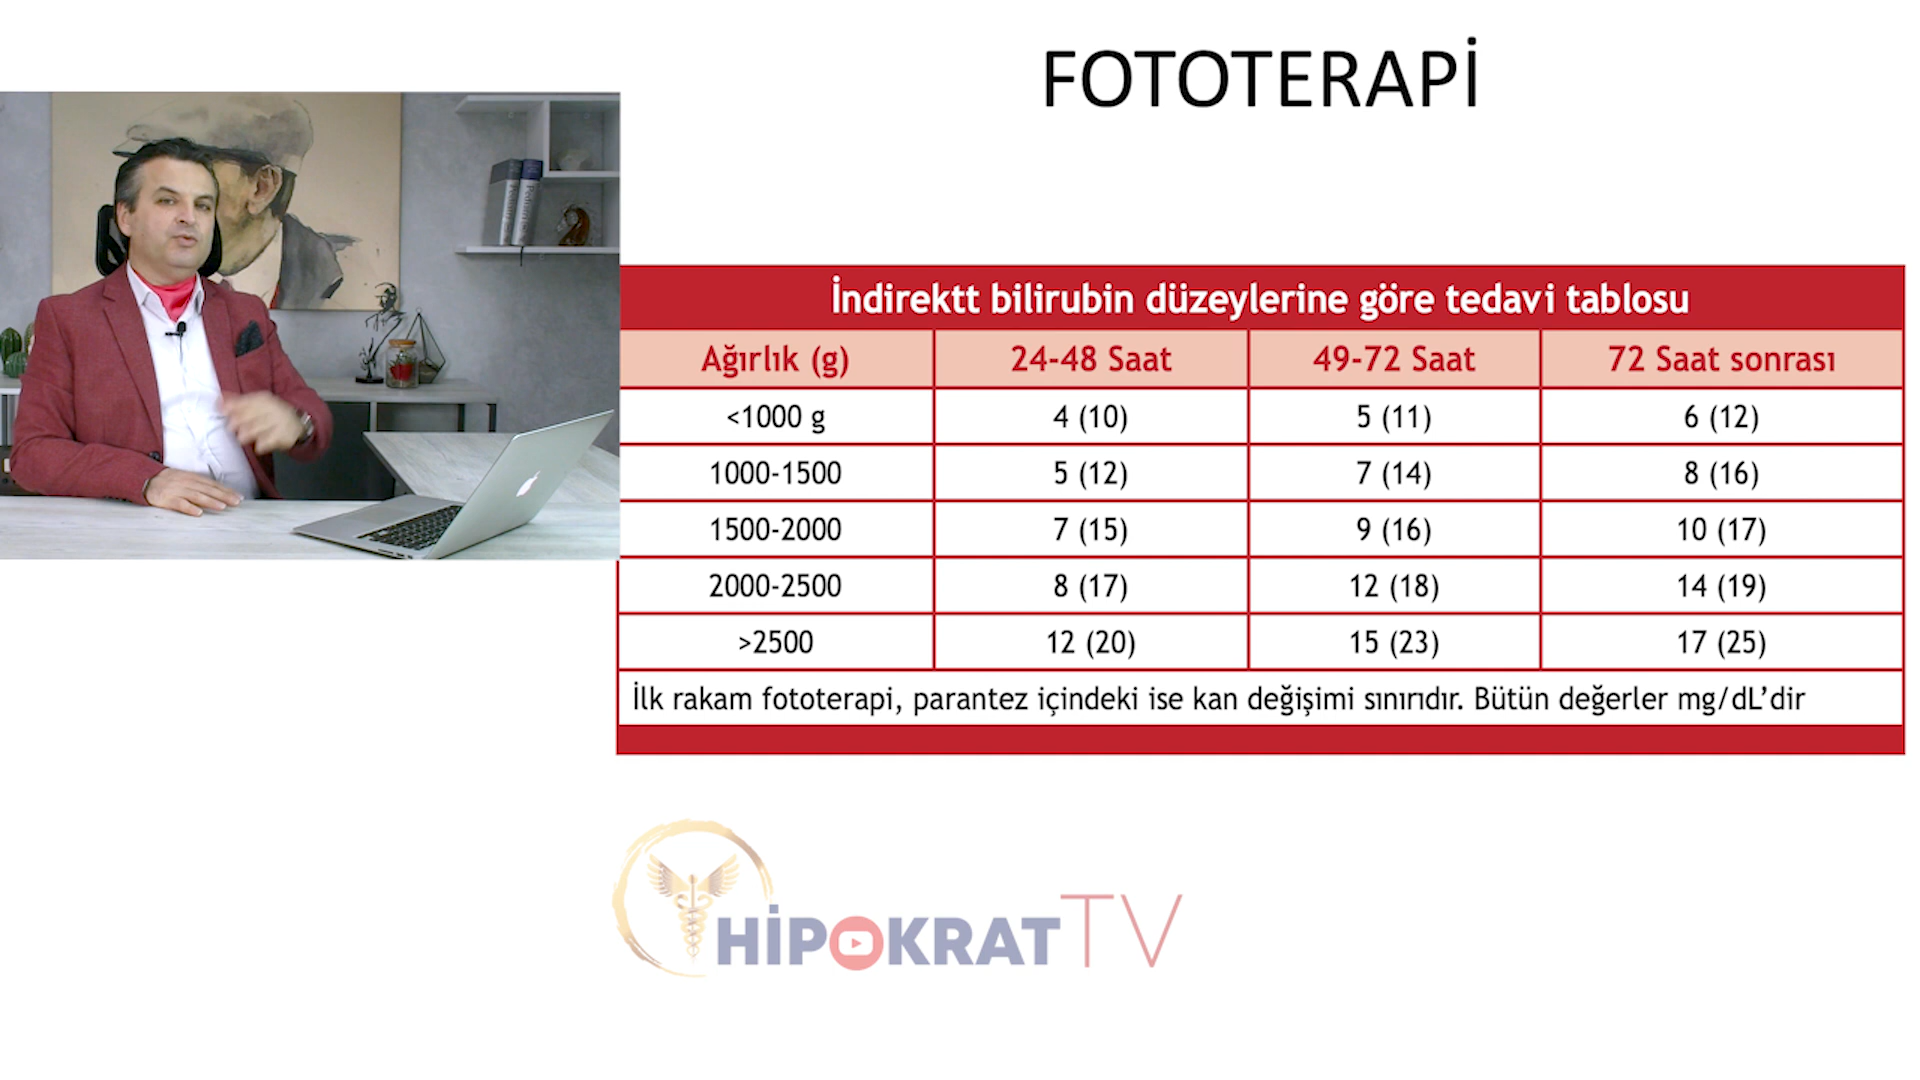 FOTOTERAPİ
İndirektt bilirubin düzeylerine göre tedavi tablosu
Ağırlık (g) 24-48 Saat 49-72 Saat 72 Saat sonrası
<1000 g 4 (10) 5 (11) 6 (12)
1000-1500 5 (12) 7 (14) 8 (16)
1500-2000 7 (15) 9 (16) 10 (17)
2000-2500 8 (17) 12 (18) 14 (19)
>2500 12 (20) 15 (23) 17 (25)
İlk rakam fototerapi, parantez içindeki ise kan değişimi sınırıdır. Bütün değerler mg/dL’dir
HİPOKRAT TV